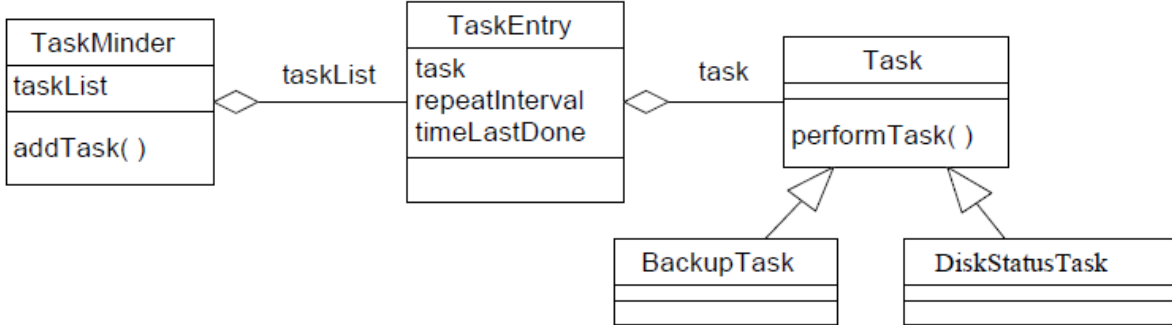 TaskMinder
taskList
addTask( )
taskList
TaskEntry
task
repeatInterval
timeLastDone
task
Task
performTask( )
BackupTask
DiskStatusTask